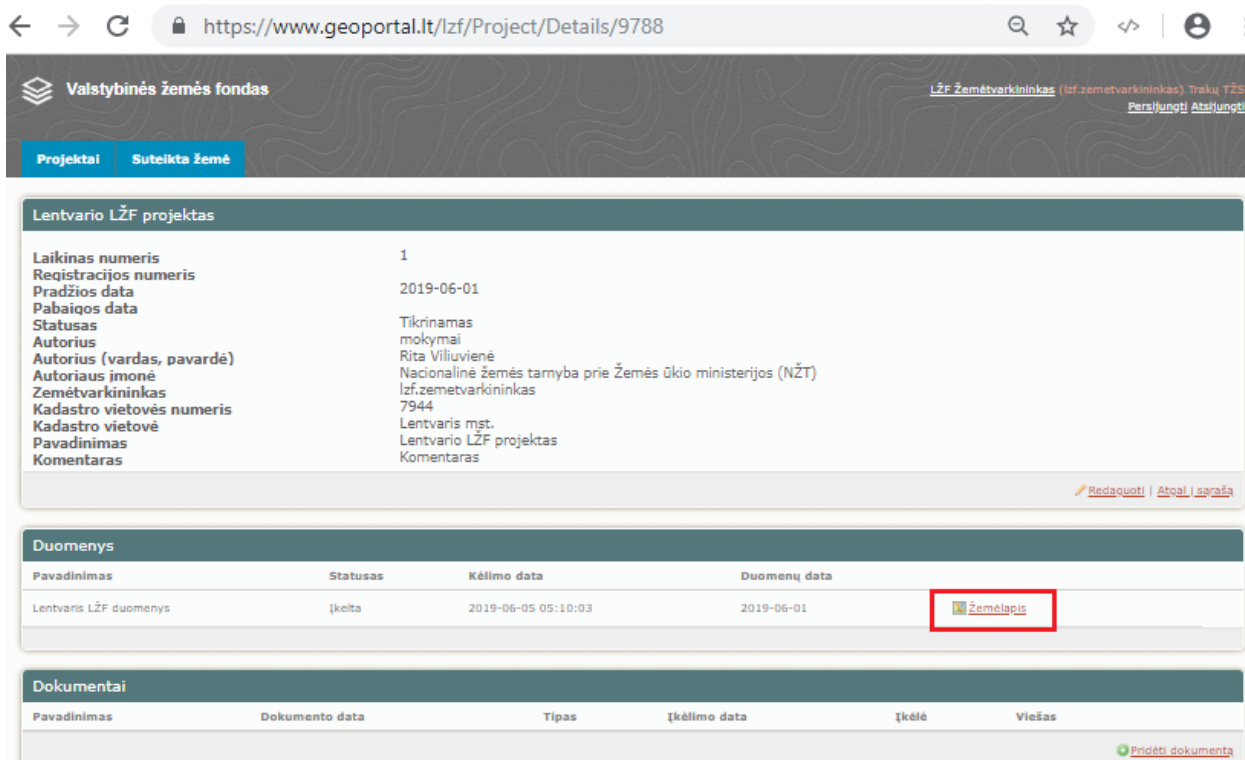 https://www.geoportal.lt/lzf/Project/Details/9788
Valstybinės žemės fondas
LŽF Žemėtvarkininkas (lzf.zemetvarkininkas) Trakų TŽS
Persijungti Atsijungti
Projektai Suteikta žemė
Lentvario LŽF projektas
Laikinas numeris 1
Registracijos numeris
Pradžios data 2019-06-01
Pabaigos data
Statusas Tikrinamas
Autorius mokymai
Autorius (vardas, pavardė) Rita Viliuvienė
Autoriaus įmonė Nacionalinė žemės tarnyba prie Žemės ūkio ministerijos (NŽT)
Žemėtvarkininkas lzf.zemetvarkininkas
Kadastro vietovės numeris 7944
Kadastro vietovė Lentvaris mst.
Pavadinimas Lentvario LŽF projektas
Komentaras Komentaras
Redaguoti | Atgal į sąrašą
Duomenys
Pavadinimas Statusas Kėlimo data Duomenų data
Lentvaris LŽF duomenys Įkelta 2019-06-05 05:10:03 2019-06-01 Žemėlapis
Dokumentai
Pavadinimas Dokumento data Tipas Įkėlimo data Įkėlė Viešas
Pridėti dokumentą